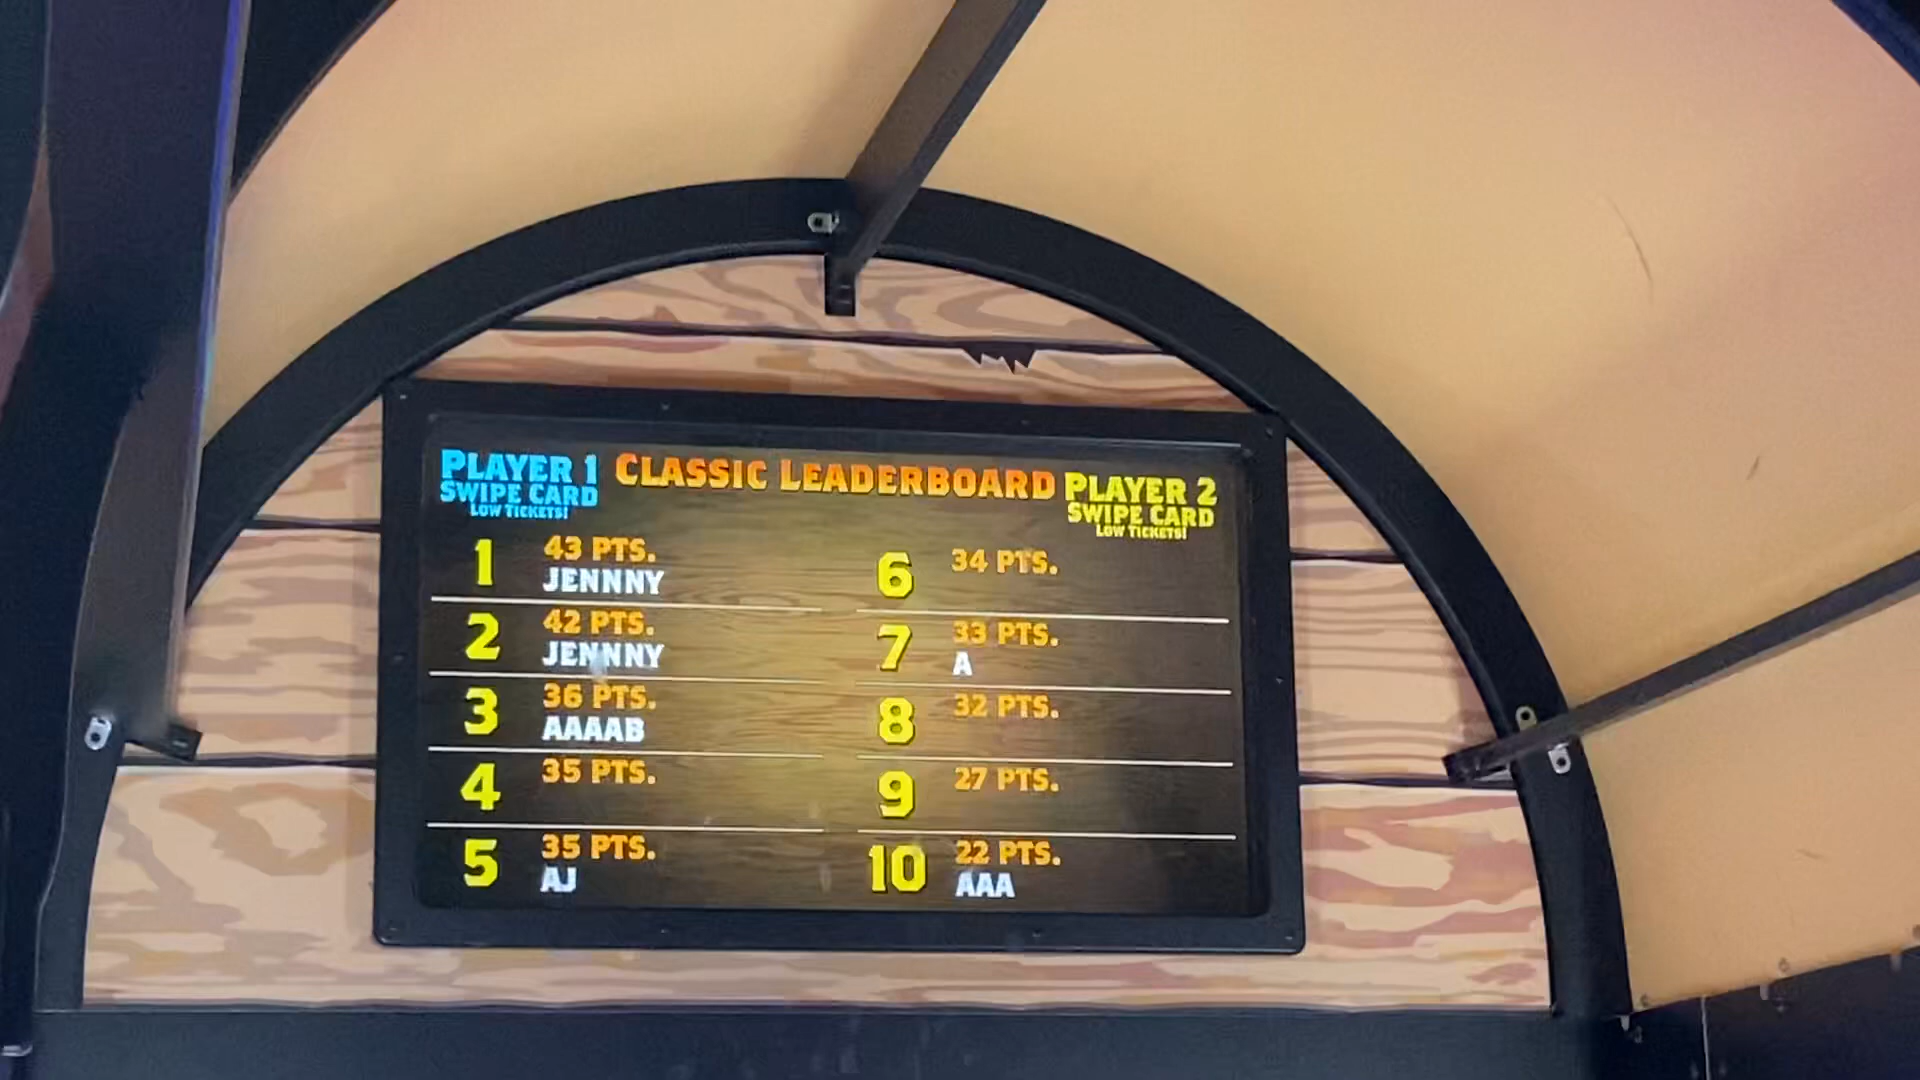 PLAYER 1
SWIPE CARD
LOW TICKETS!
CLASSIC LEADERBOARD
PLAYER 2
SWIPE CARD
LOW TICKETS!
1 43 PTS.
JENNNY
2 42 PTS.
JENNNY
3 36 PTS.
AAAAB
4 35 PTS.
5 35 PTS.
AJ
6 34 PTS.
7 33 PTS.
A
8 32 PTS.
9 27 PTS.
10 22 PTS.
AAA